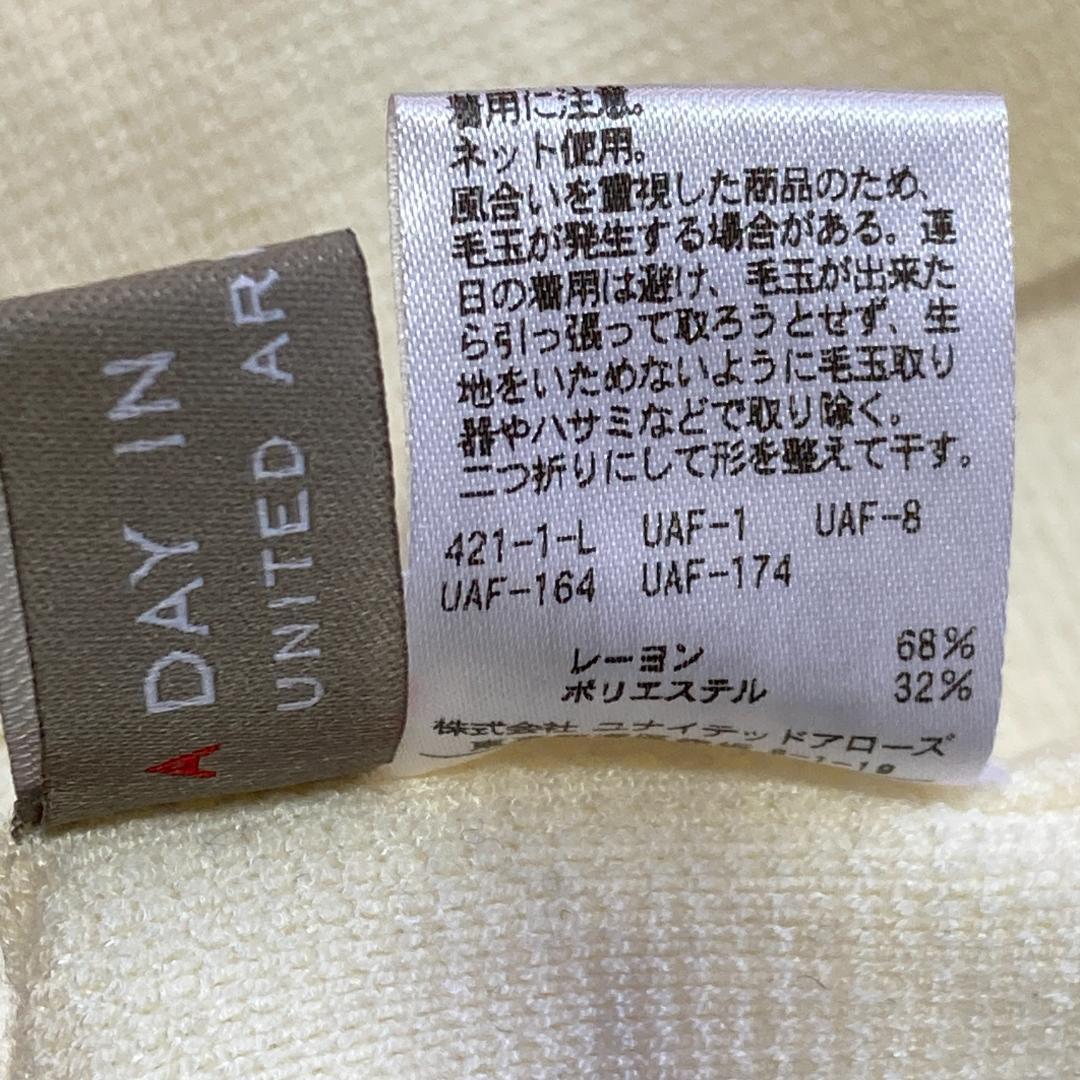 A DAY IN
UNITED AR
着用に注意。
ネット使用。
風合いを重視した商品のため、
毛玉が発生する場合がある。連
日の着用は避け、毛玉が出来た
ら引っ張って取ろうとせず、生
地をいためないように毛玉取り
器やハサミなどで取り除く。
二つ折りにして形を整えて干す。
421-1-L UAF-1 UAF-8
UAF-164 UAF-174
レーヨン 68%
ポリエステル 32%
株式会社 ユナイテッドアローズ